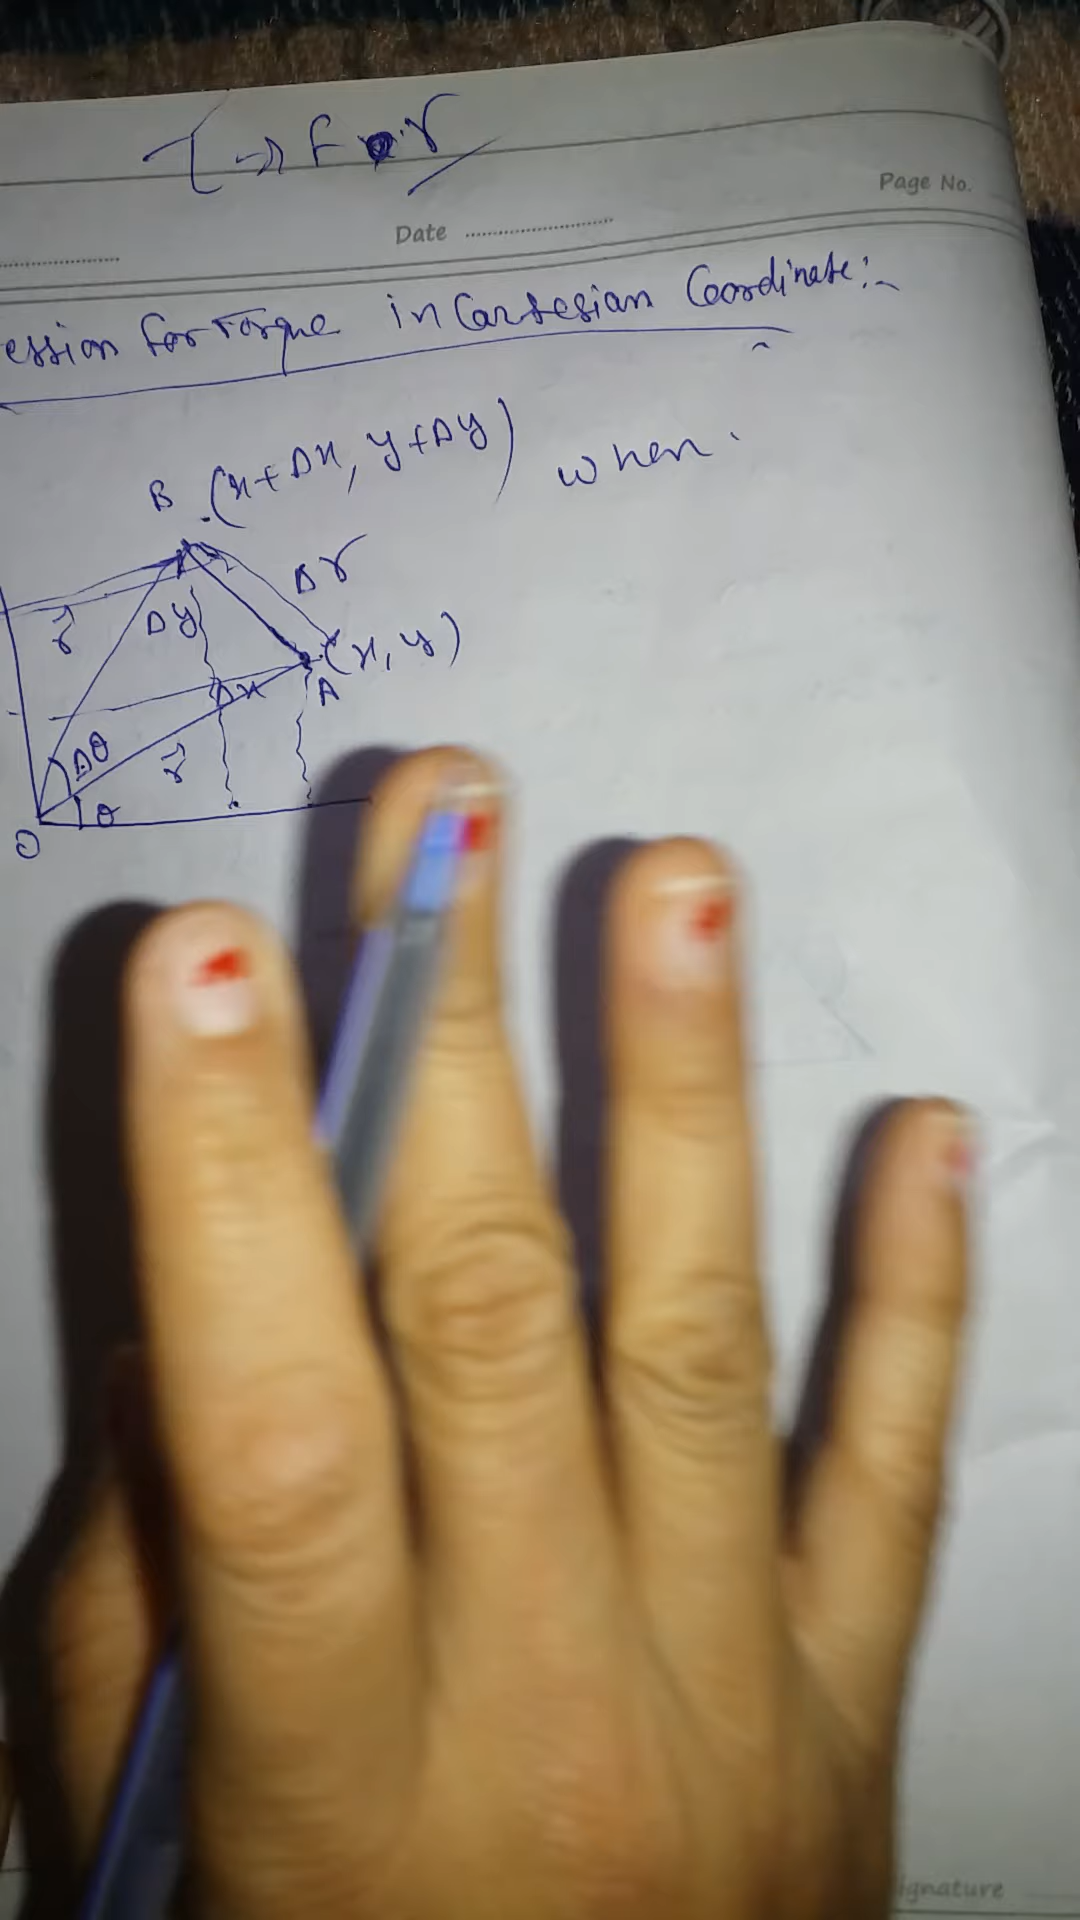 τ → F r
Page No.
Date
ession for Torque in Cartesian Coordinate:-
B (x+Δx, y+Δy) when
Δr
r⃗ Δy
(x, y)
Δx A
Δθ r⃗
θ
O
ignature